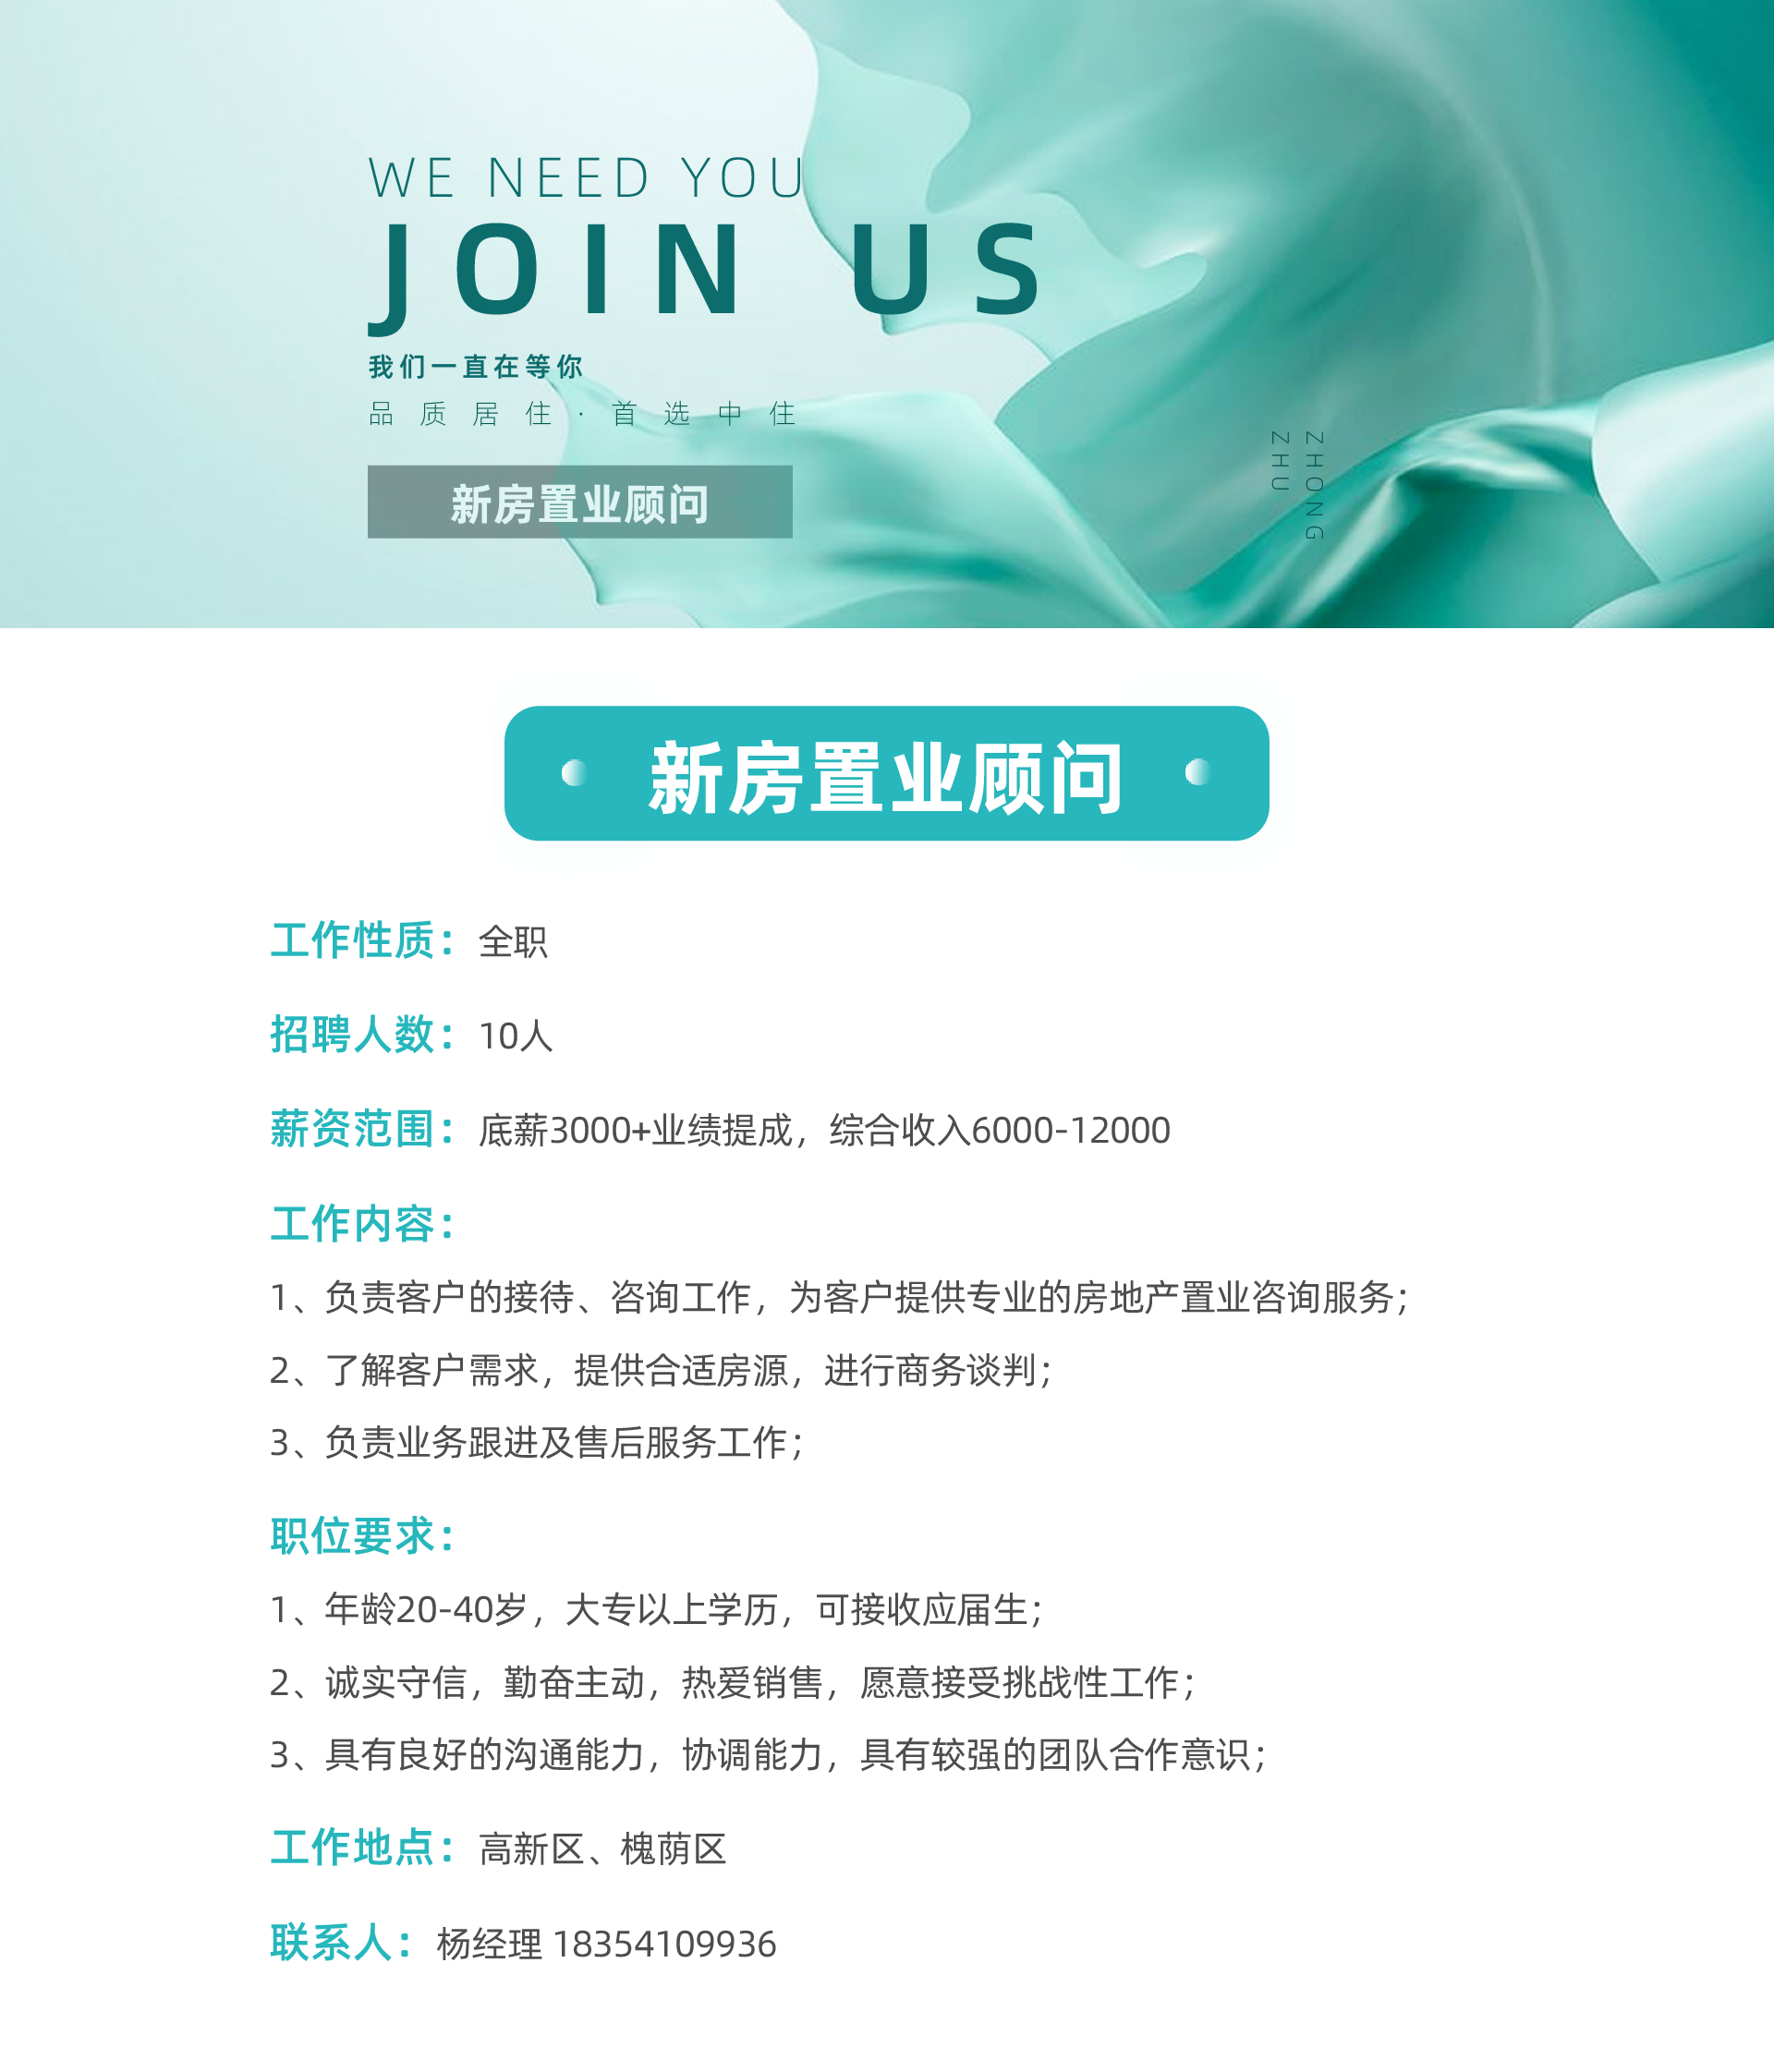 WE NEED YOU
JOIN US
我们一直在等你
品质居住·首选中住
新房置业顾问
ZHONG
ZHU
新房置业顾问
工作性质：全职
招聘人数：10人
薪资范围：底薪3000+业绩提成，综合收入6000-12000
工作内容：
1、负责客户的接待、咨询工作，为客户提供专业的房地产置业咨询服务；
2、了解客户需求，提供合适房源，进行商务谈判；
3、负责业务跟进及售后服务工作；
职位要求：
1、年龄20-40岁，大专以上学历，可接收应届生；
2、诚实守信，勤奋主动，热爱销售，愿意接受挑战性工作；
3、具有良好的沟通能力，协调能力，具有较强的团队合作意识；
工作地点：高新区、槐荫区
联系人：杨经理 18354109936